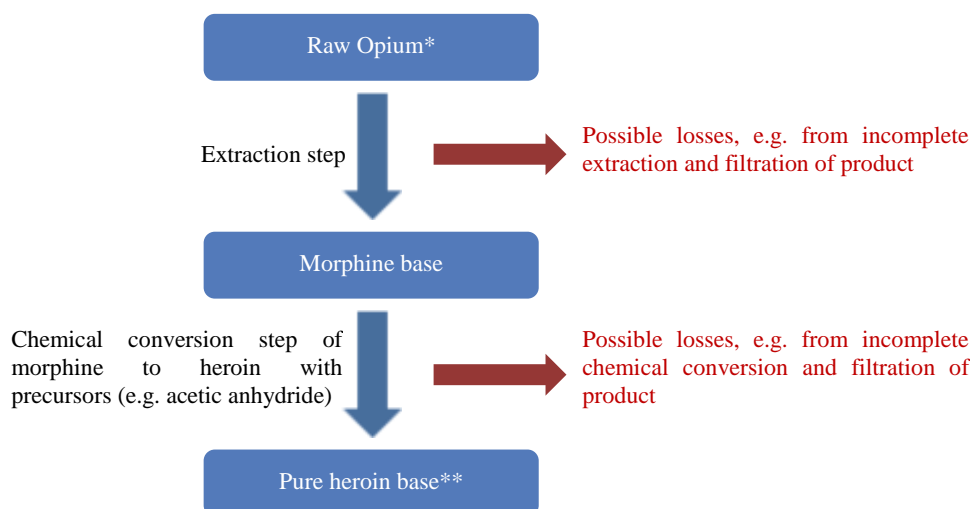 Raw Opium*
Extraction step
Possible losses, e.g. from incomplete
extraction and filtration of product
Morphine base
Chemical conversion step of
morphine to heroin with
precursors (e.g. acetic anhydride)
Possible losses, e.g. from incomplete
chemical conversion and filtration of
product
Pure heroin base**